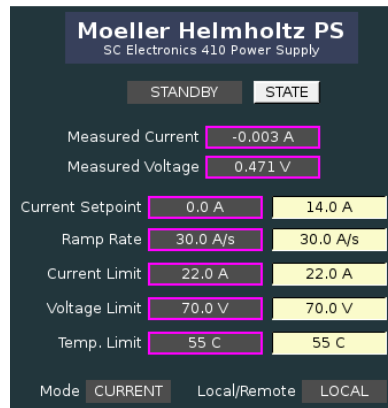 Moeller Helmholtz PS
SC Electronics 410 Power Supply
STANDBY STATE
Measured Current -0.003 A
Measured Voltage 0.471 V
Current Setpoint 0.0 A 14.0 A
Ramp Rate 30.0 A/s 30.0 A/s
Current Limit 22.0 A 22.0 A
Voltage Limit 70.0 V 70.0 V
Temp. Limit 55 C 55 C
Mode CURRENT Local/Remote LOCAL